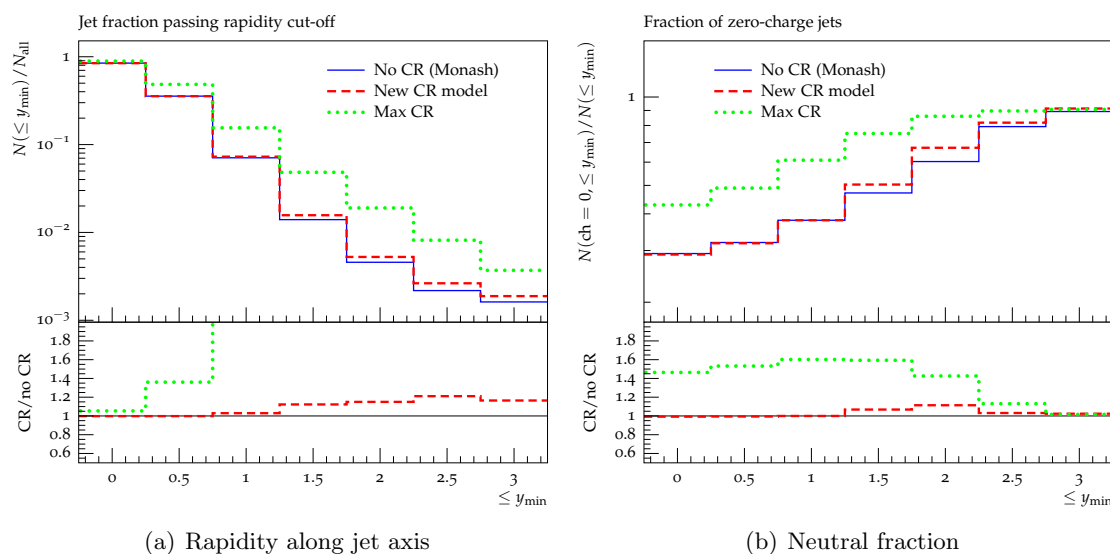 Jet fraction passing rapidity cut-off
N(≤ y_min)/N_all
No CR (Monash)
New CR model
Max CR
1
10^−1
10^−2
10^−3
CR/no CR
1.8
1.6
1.4
1.2
1
0.8
0.6
0 0.5 1 1.5 2 2.5 3
≤ y_min
(a) Rapidity along jet axis
Fraction of zero-charge jets
N(ch = 0, ≤ y_min)/N(≤ y_min)
No CR (Monash)
New CR model
Max CR
1
CR/no CR
1.8
1.6
1.4
1.2
1
0.8
0.6
0 0.5 1 1.5 2 2.5 3
≤ y_min
(b) Neutral fraction